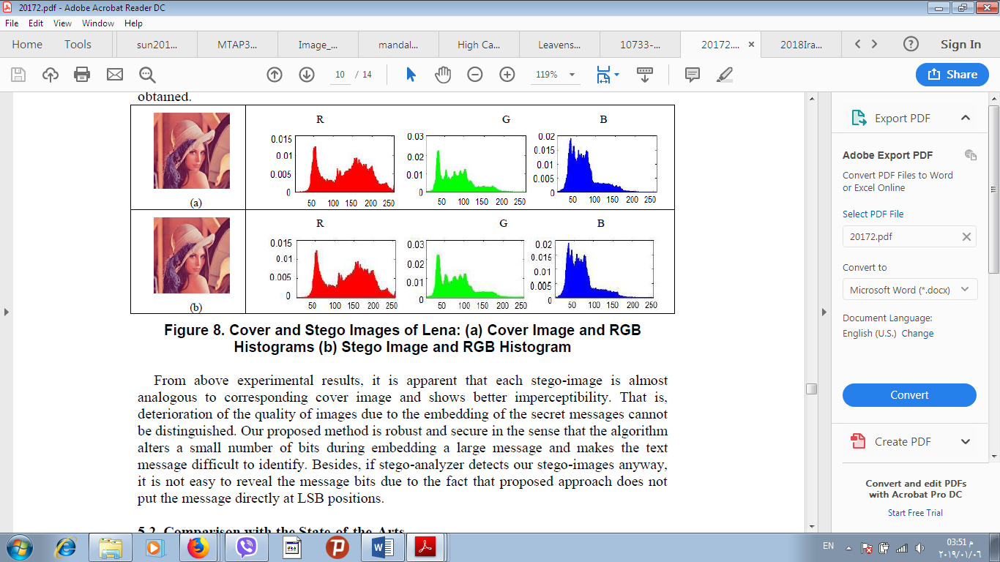 20172.pdf - Adobe Acrobat Reader DC
File Edit View Window Help
Home Tools sun201... MTAP3... Image_... mandal... High Ca... Leavens... 10733-... 20172.... × 2018Ira... ? Sign In
10 / 14 119% Share
obtained.
R G B
0.015 0.01 0.005 0 50 100 150 200 250
0.03 0.02 0.01 0 50 100 150 200 250
0.02 0.015 0.01 0.005 0 50 100 150 200 250
(a)
R G B
0.015 0.01 0.005 0 50 100 150 200 250
0.03 0.02 0.01 0 50 100 150 200 250
0.02 0.015 0.01 0.005 0 50 100 150 200 250
(b)
Figure 8. Cover and Stego Images of Lena: (a) Cover Image and RGB
Histograms (b) Stego Image and RGB Histogram
From above experimental results, it is apparent that each stego-image is almost
analogous to corresponding cover image and shows better imperceptibility. That is,
deterioration of the quality of images due to the embedding of the secret messages cannot
be distinguished. Our proposed method is robust and secure in the sense that the algorithm
alters a small number of bits during embedding a large message and makes the text
message difficult to identify. Besides, if stego-analyzer detects our stego-images anyway,
it is not easy to reveal the message bits due to the fact that proposed approach does not
put the message directly at LSB positions.
5.2. Comparison with the State-of-the-Arts
Export PDF
Adobe Export PDF
Convert PDF Files to Word
or Excel Online
Select PDF File
20172.pdf
Convert to
Microsoft Word (*.docx)
Document Language:
English (U.S.) Change
Convert
Create PDF
Convert and edit PDFs
with Acrobat Pro DC
Start Free Trial
EN
03:51 م
٢٠١٩/٠١/٠٦